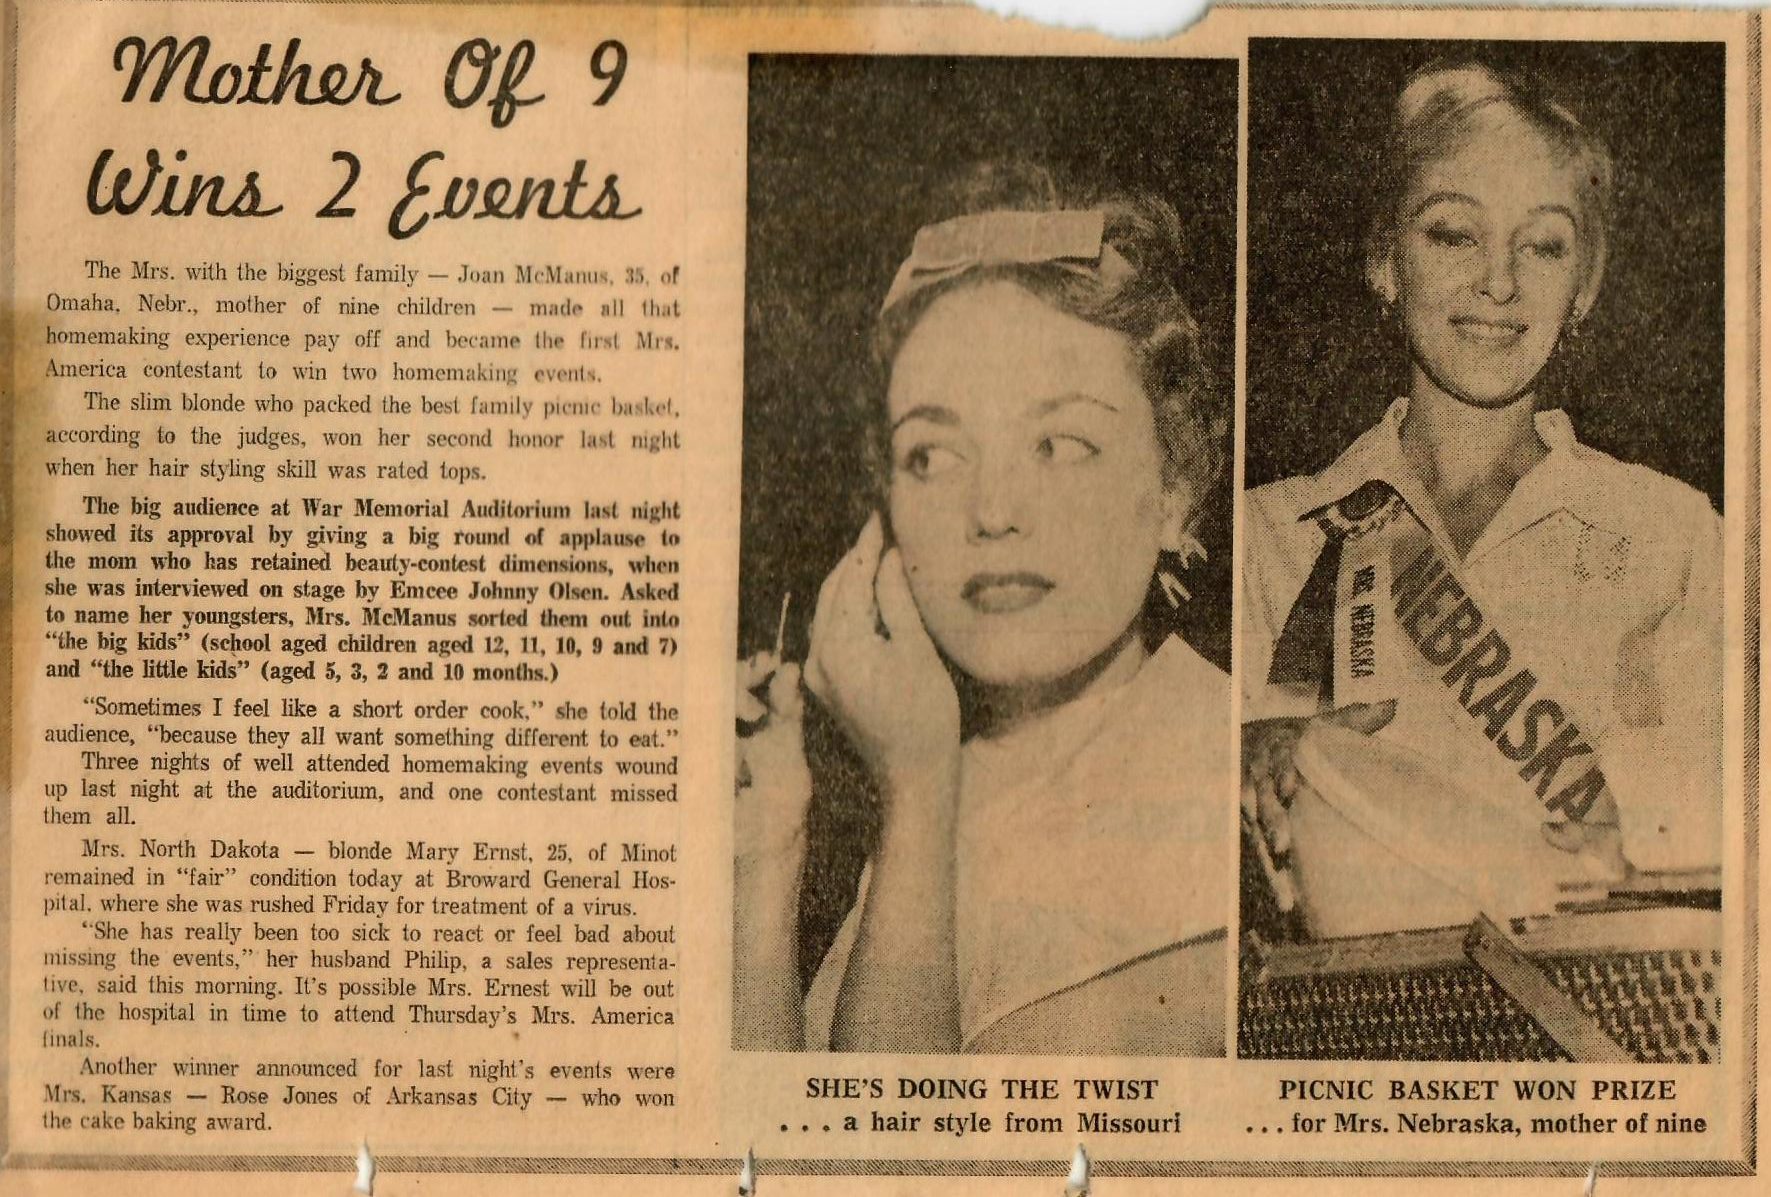 Mother Of 9
Wins 2 Events
The Mrs. with the biggest family — Joan McManus, 35, of
Omaha, Nebr., mother of nine children — made all that
homemaking experience pay off and became the first Mrs.
America contestant to win two homemaking events.
The slim blonde who packed the best family picnic basket,
according to the judges, won her second honor last night
when her hair styling skill was rated tops.
The big audience at War Memorial Auditorium last night
showed its approval by giving a big round of applause to
the mom who has retained beauty-contest dimensions, when
she was interviewed on stage by Emcee Johnny Olsen. Asked
to name her youngsters, Mrs. McManus sorted them out into
“the big kids” (school aged children aged 12, 11, 10, 9 and 7)
and “the little kids” (aged 5, 3, 2 and 10 months.)
“Sometimes I feel like a short order cook,” she told the
audience, “because they all want something different to eat.”
Three nights of well attended homemaking events wound
up last night at the auditorium, and one contestant missed
them all.
Mrs. North Dakota — blonde Mary Ernst, 25, of Minot
remained in “fair” condition today at Broward General Hos-
pital, where she was rushed Friday for treatment of a virus.
“She has really been too sick to react or feel bad about
missing the events,” her husband Philip, a sales representa-
tive, said this morning. It's possible Mrs. Ernest will be out
of the hospital in time to attend Thursday's Mrs. America
finals.
Another winner announced for last night's events were
Mrs. Kansas — Rose Jones of Arkansas City — who won
the cake baking award.
SHE'S DOING THE TWIST
. . . a hair style from Missouri
MR. NEBRASKA
NEBRASKA
PICNIC BASKET WON PRIZE
. . . for Mrs. Nebraska, mother of nine